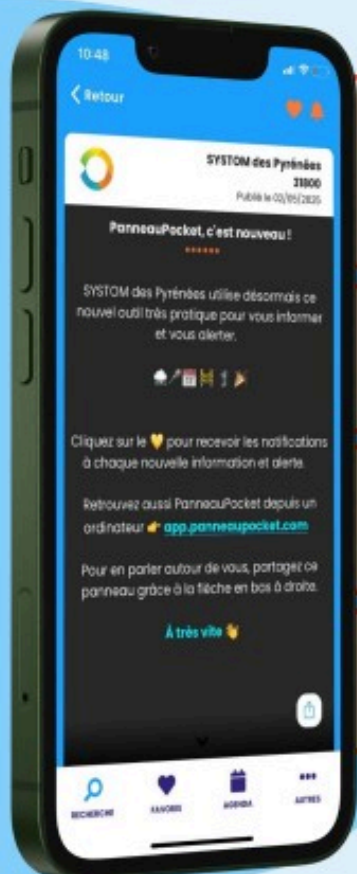 10:48
Retour
SYSTOM des Pyrénées
31800
Publié le 02/05/2025
PanneauPocket, c'est nouveau !
SYSTOM des Pyrénées utilise désormais ce
nouvel outil très pratique pour vous informer
et vous alerter.
Cliquez sur le 💛 pour recevoir les notifications
à chaque nouvelle information et alerte.
Retrouvez aussi PanneauPocket depuis un
ordinateur 👉 app.panneaupocket.com
Pour en parler autour de vous, partagez ce
panneau grâce à la flèche en bas à droite.
À très vite 👋
RECHERCHE
FAVORIS
AGENDA
AUTRES